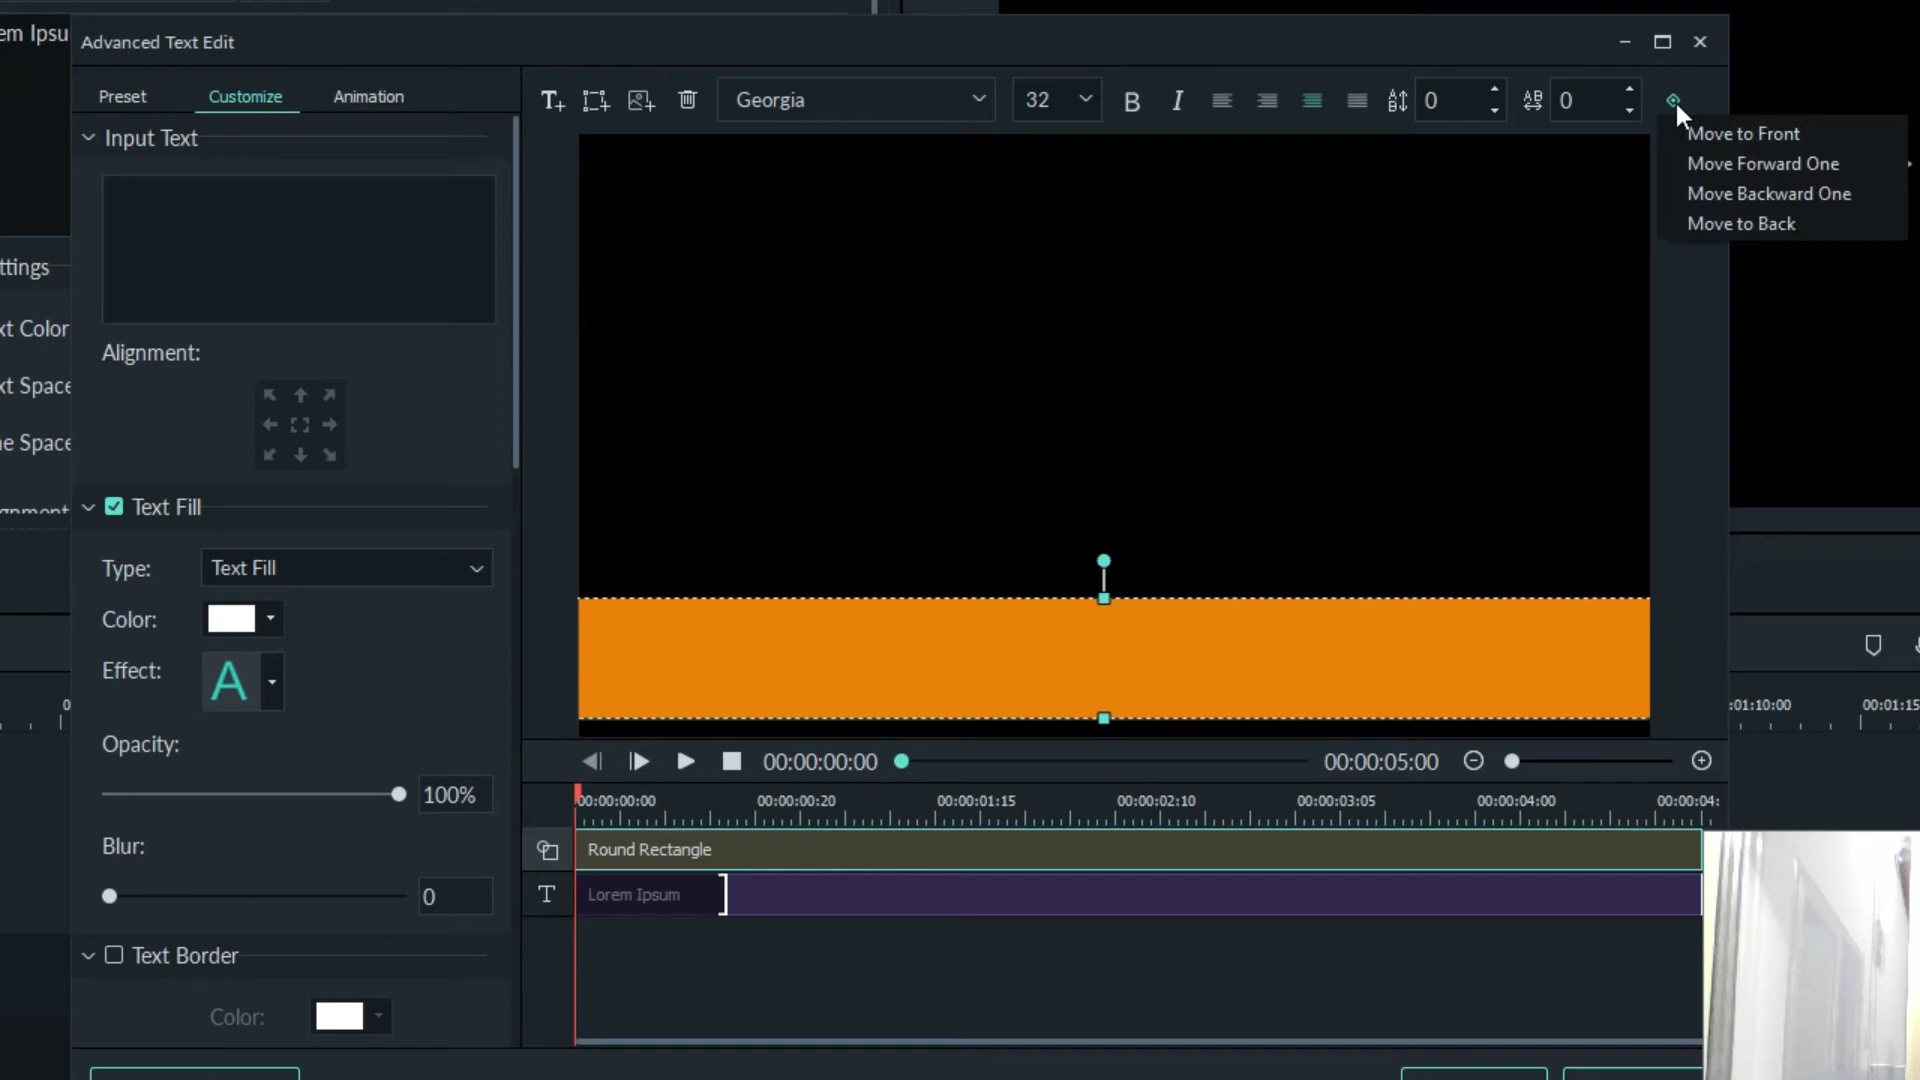 em Ipsu
Advanced Text Edit
Preset
Customize
Animation
Georgia
32
B
I
0
AB
0
Input Text
Move to Front
Move Forward One
Move Backward One
Move to Back
ttings
xt Color
Alignment:
xt Space
ne Space
Text Fill
Type:
Text Fill
Color:
Effect:
A
Opacity:
100%
Blur:
0
Text Border
Color:
00:00:00:00
00:00:05:00
00:00:00:00
00:00:00:20
00:00:01:15
00:00:02:10
00:00:03:05
00:00:04:00
00:00:04:
:01:10:00
00:01:15
Round Rectangle
T
Lorem Ipsum